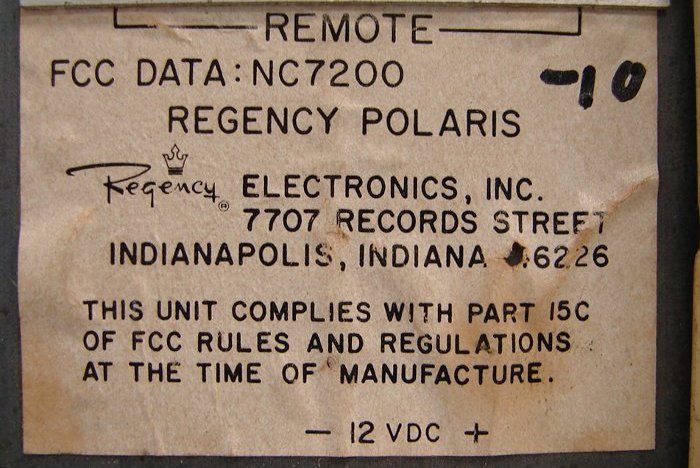 REMOTE
FCC DATA: NC7200 -10
REGENCY POLARIS
Regency ® ELECTRONICS, INC.
7707 RECORDS STREET
INDIANAPOLIS, INDIANA 46226
THIS UNIT COMPLIES WITH PART 15C
OF FCC RULES AND REGULATIONS
AT THE TIME OF MANUFACTURE.
— 12 VDC +